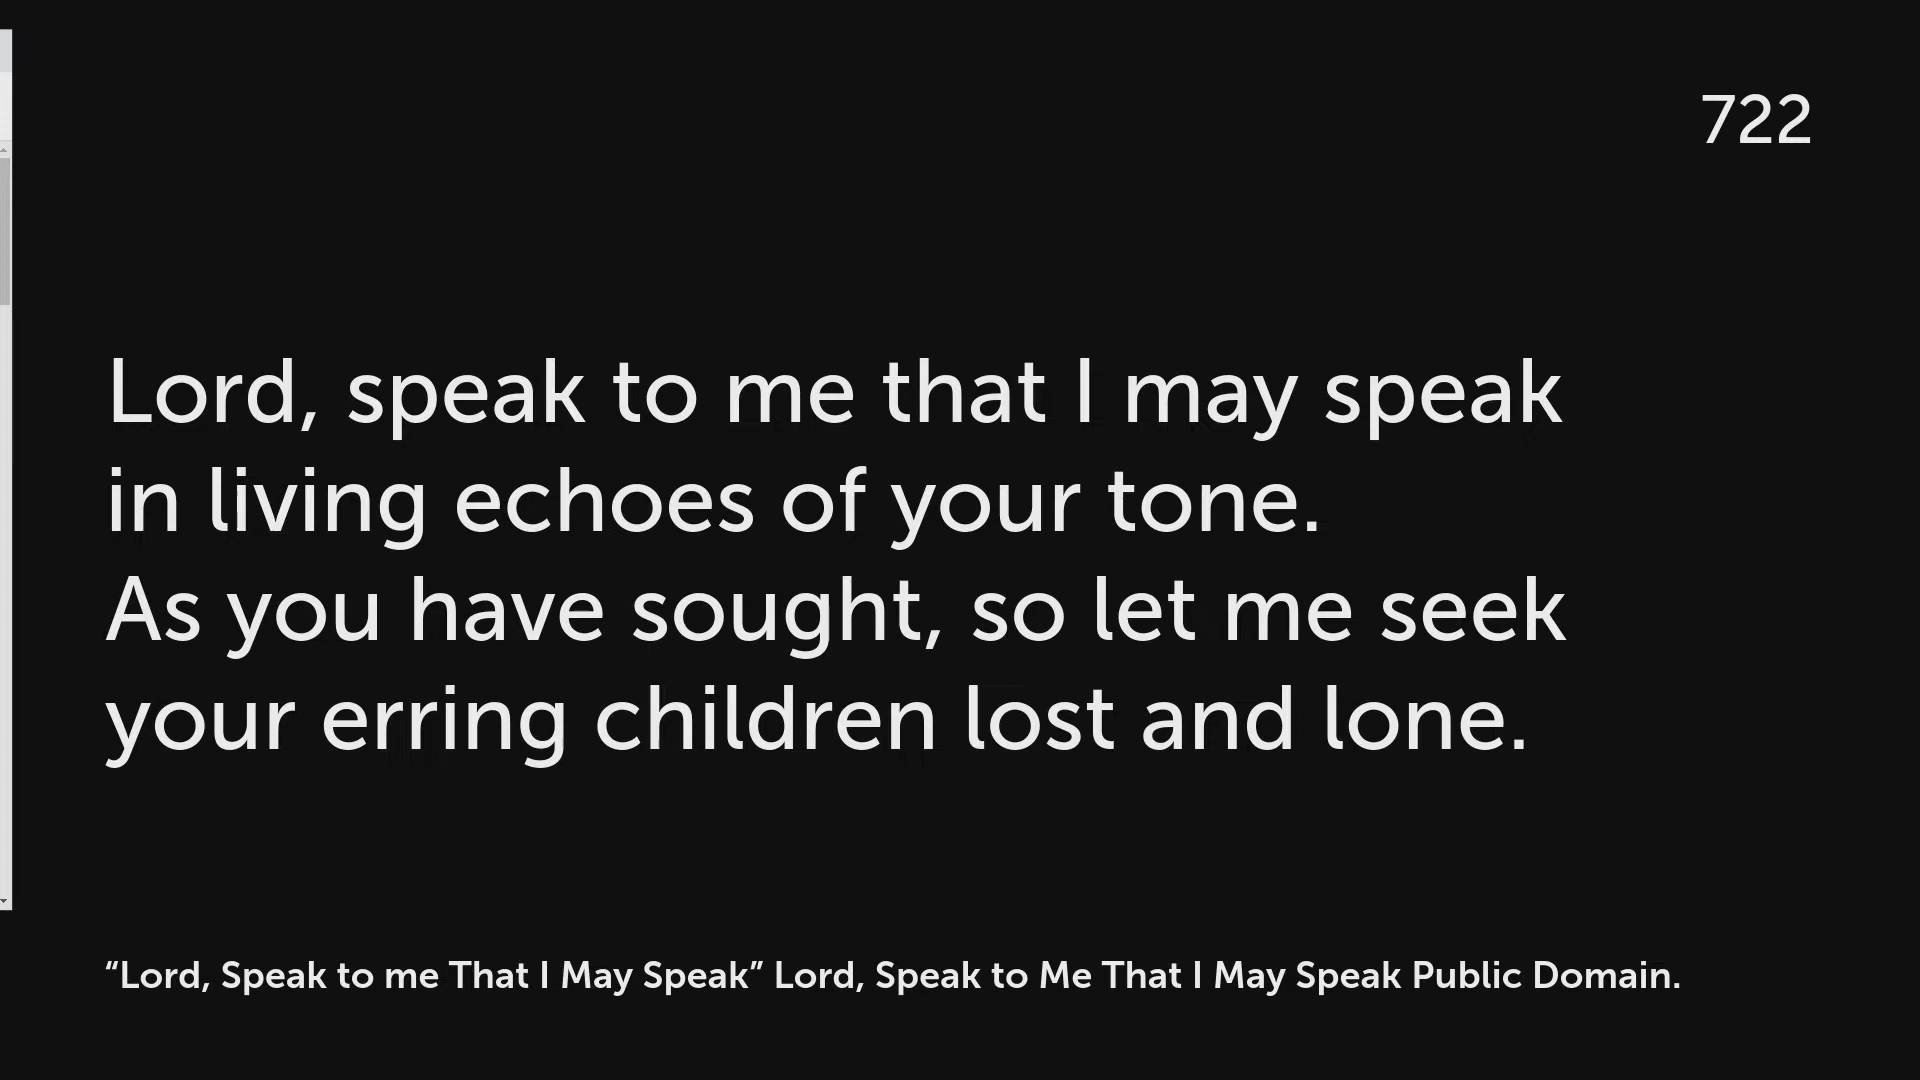 722
Lord, speak to me that I may speak
in living echoes of your tone.
As you have sought, so let me seek
your erring children lost and lone.
“Lord, Speak to me That I May Speak” Lord, Speak to Me That I May Speak Public Domain.